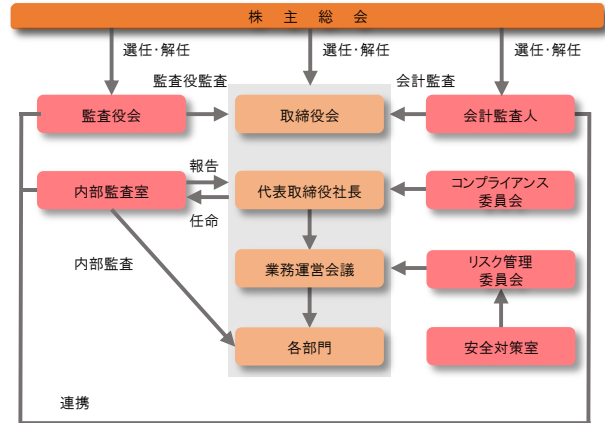 株 主 総 会
選任・解任
選任・解任
選任・解任
監査役監査
会計監査
監査役会
取締役会
会計監査人
報告
内部監査室
代表取締役社長
コンプライアンス
委員会
任命
内部監査
業務運営会議
リスク管理
委員会
各部門
安全対策室
連携